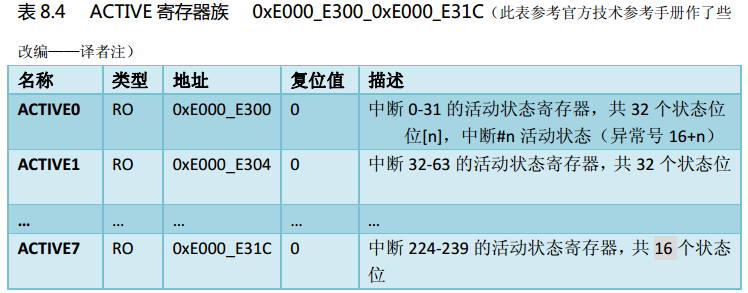 表 8.4 ACTIVE 寄存器族 0xE000_E300_0xE000_E31C（此表参考官方技术参考手册作了些
改编——译者注）
名称 类型 地址 复位值 描述
ACTIVE0 RO 0xE000_E300 0 中断 0-31 的活动状态寄存器，共 32 个状态位
位[n]，中断#n 活动状态（异常号 16+n）
ACTIVE1 RO 0xE000_E304 0 中断 32-63 的活动状态寄存器，共 32 个状态位
... ... ... ... ...
ACTIVE7 RO 0xE000_E31C 0 中断 224-239 的活动状态寄存器，共 16 个状态
位